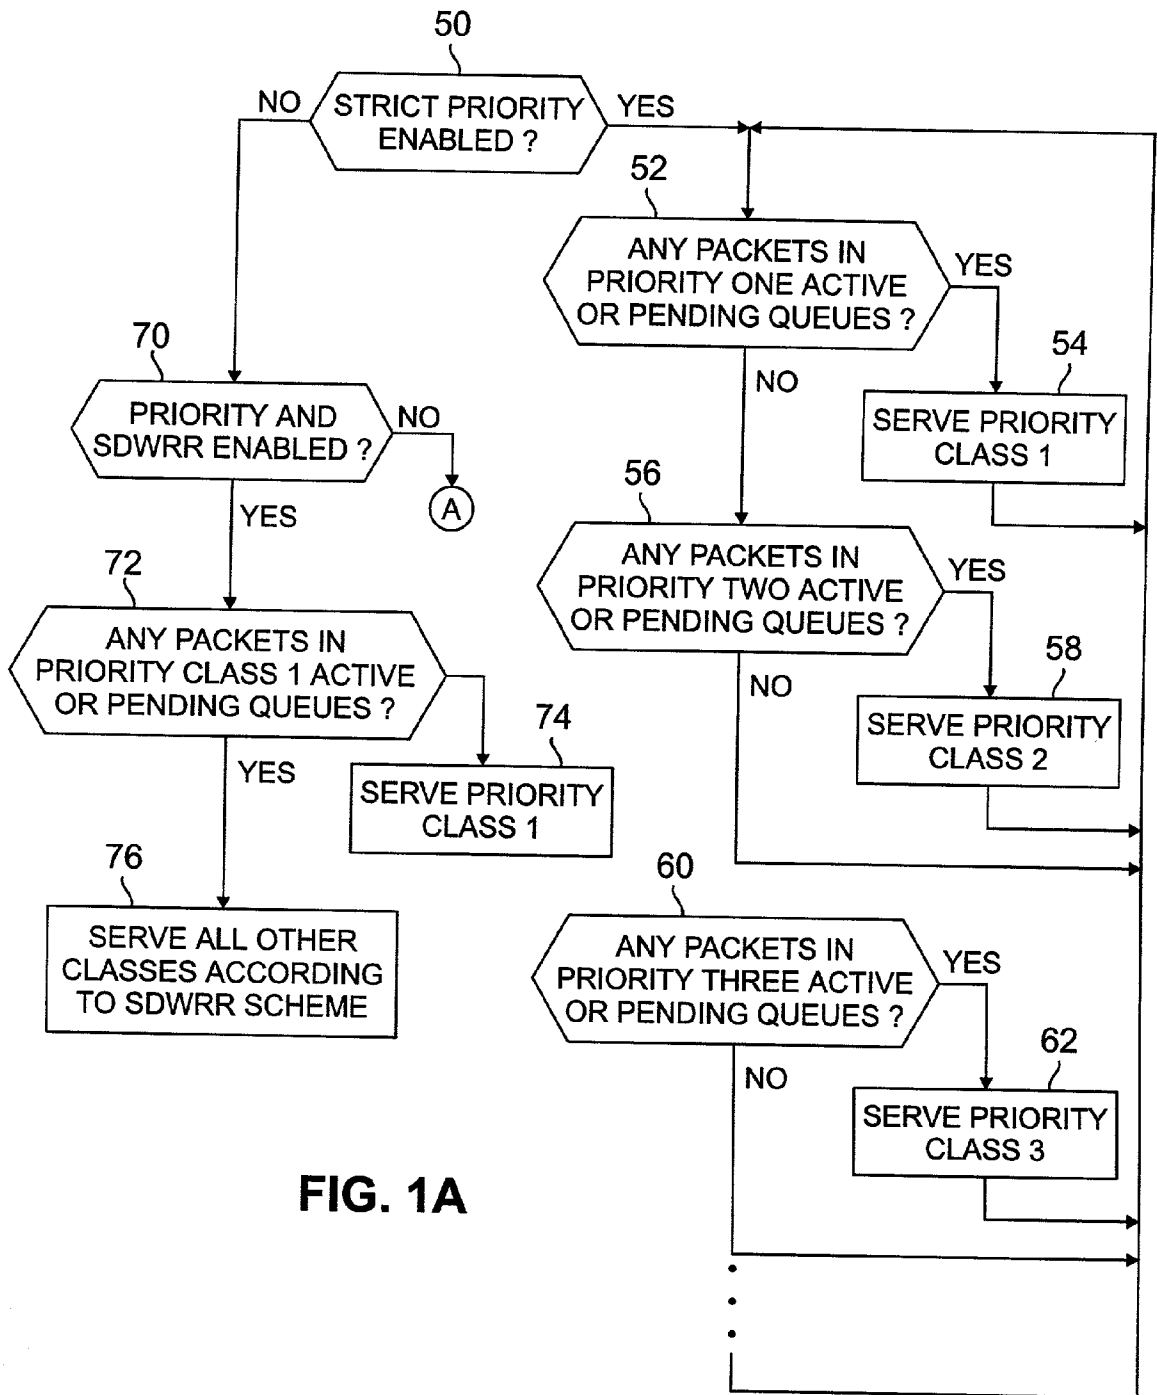 50
STRICT PRIORITY
ENABLED ?
NO
YES
52
ANY PACKETS IN
PRIORITY ONE ACTIVE
OR PENDING QUEUES ?
YES
NO
54
SERVE PRIORITY
CLASS 1
70
PRIORITY AND
SDWRR ENABLED ?
NO
A
YES
56
ANY PACKETS IN
PRIORITY TWO ACTIVE
OR PENDING QUEUES ?
YES
NO
58
SERVE PRIORITY
CLASS 2
72
ANY PACKETS IN
PRIORITY CLASS 1 ACTIVE
OR PENDING QUEUES ?
YES
74
SERVE PRIORITY
CLASS 1
76
SERVE ALL OTHER
CLASSES ACCORDING
TO SDWRR SCHEME
60
ANY PACKETS IN
PRIORITY THREE ACTIVE
OR PENDING QUEUES ?
YES
NO
62
SERVE PRIORITY
CLASS 3
FIG. 1A